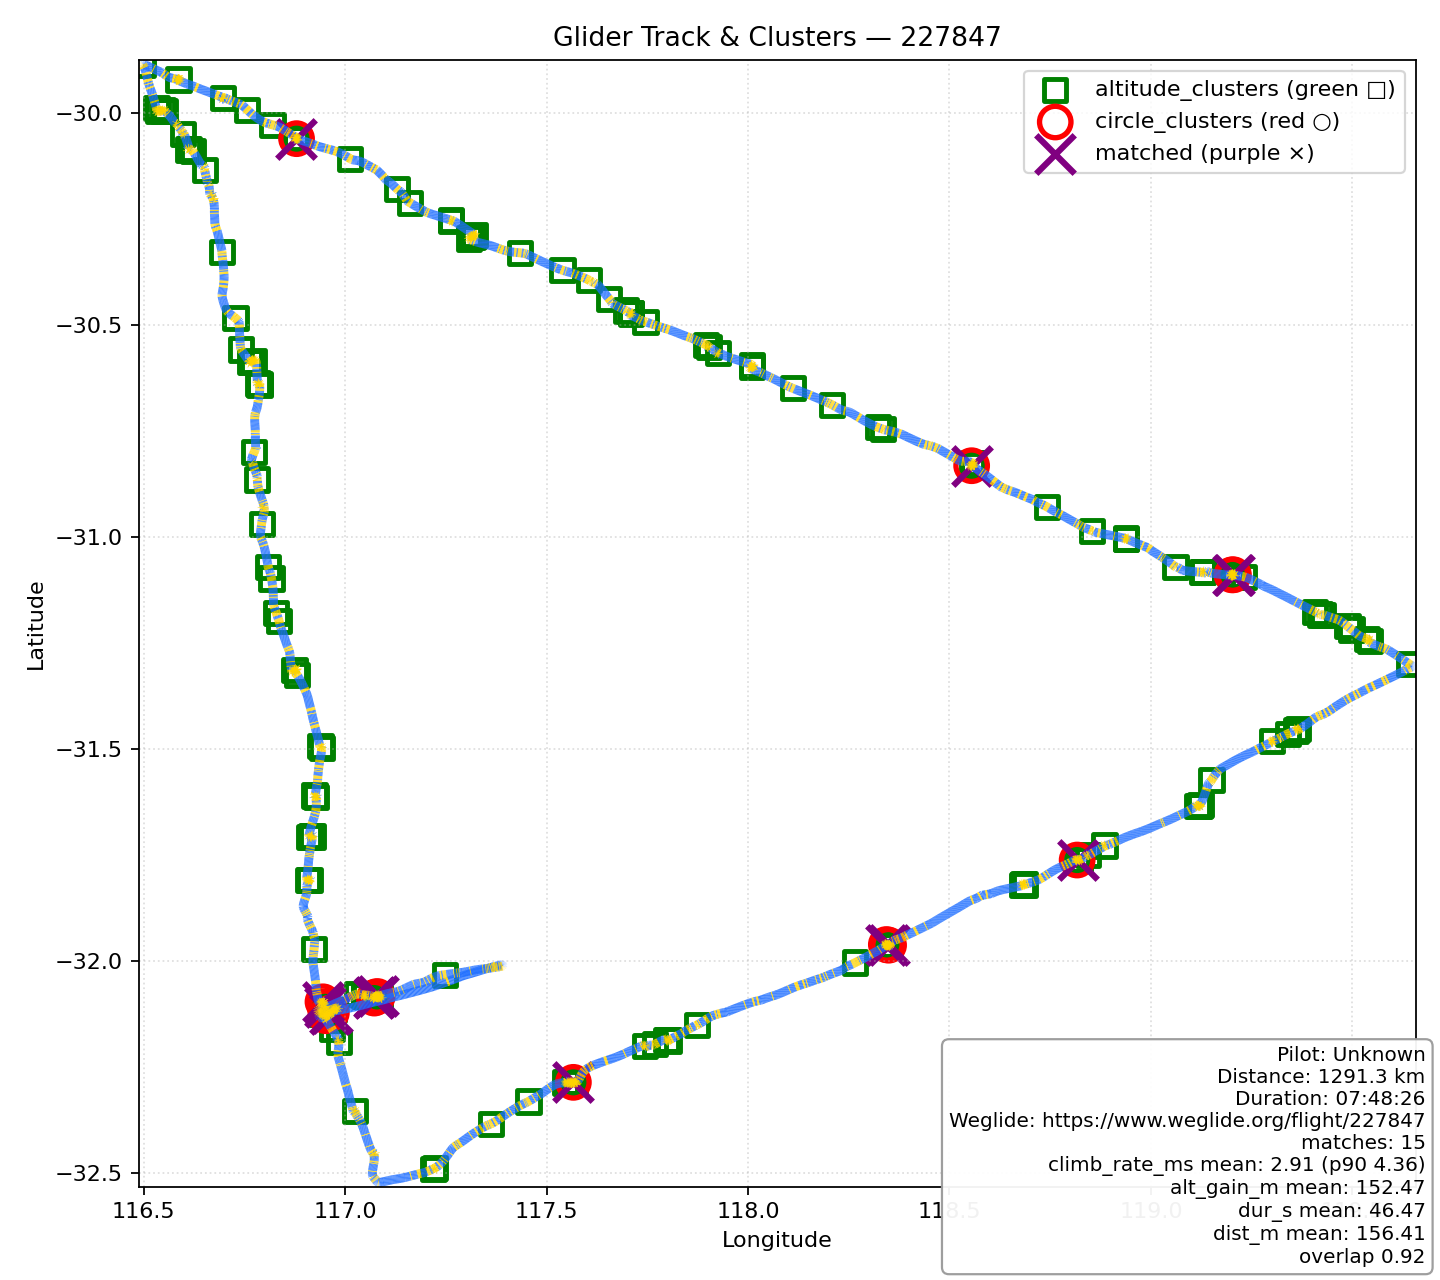 Glider Track & Clusters — 227847
altitude_clusters (green □)
circle_clusters (red ○)
matched (purple ×)
−30.0
−30.5
−31.0
−31.5
−32.0
−32.5
Latitude
116.5
117.0
117.5
118.0
118.5
119.0
Longitude
Pilot: Unknown
Distance: 1291.3 km
Duration: 07:48:26
Weglide: https://www.weglide.org/flight/227847
matches: 15
climb_rate_ms mean: 2.91 (p90 4.36)
alt_gain_m mean: 152.47
dur_s mean: 46.47
dist_m mean: 156.41
overlap 0.92